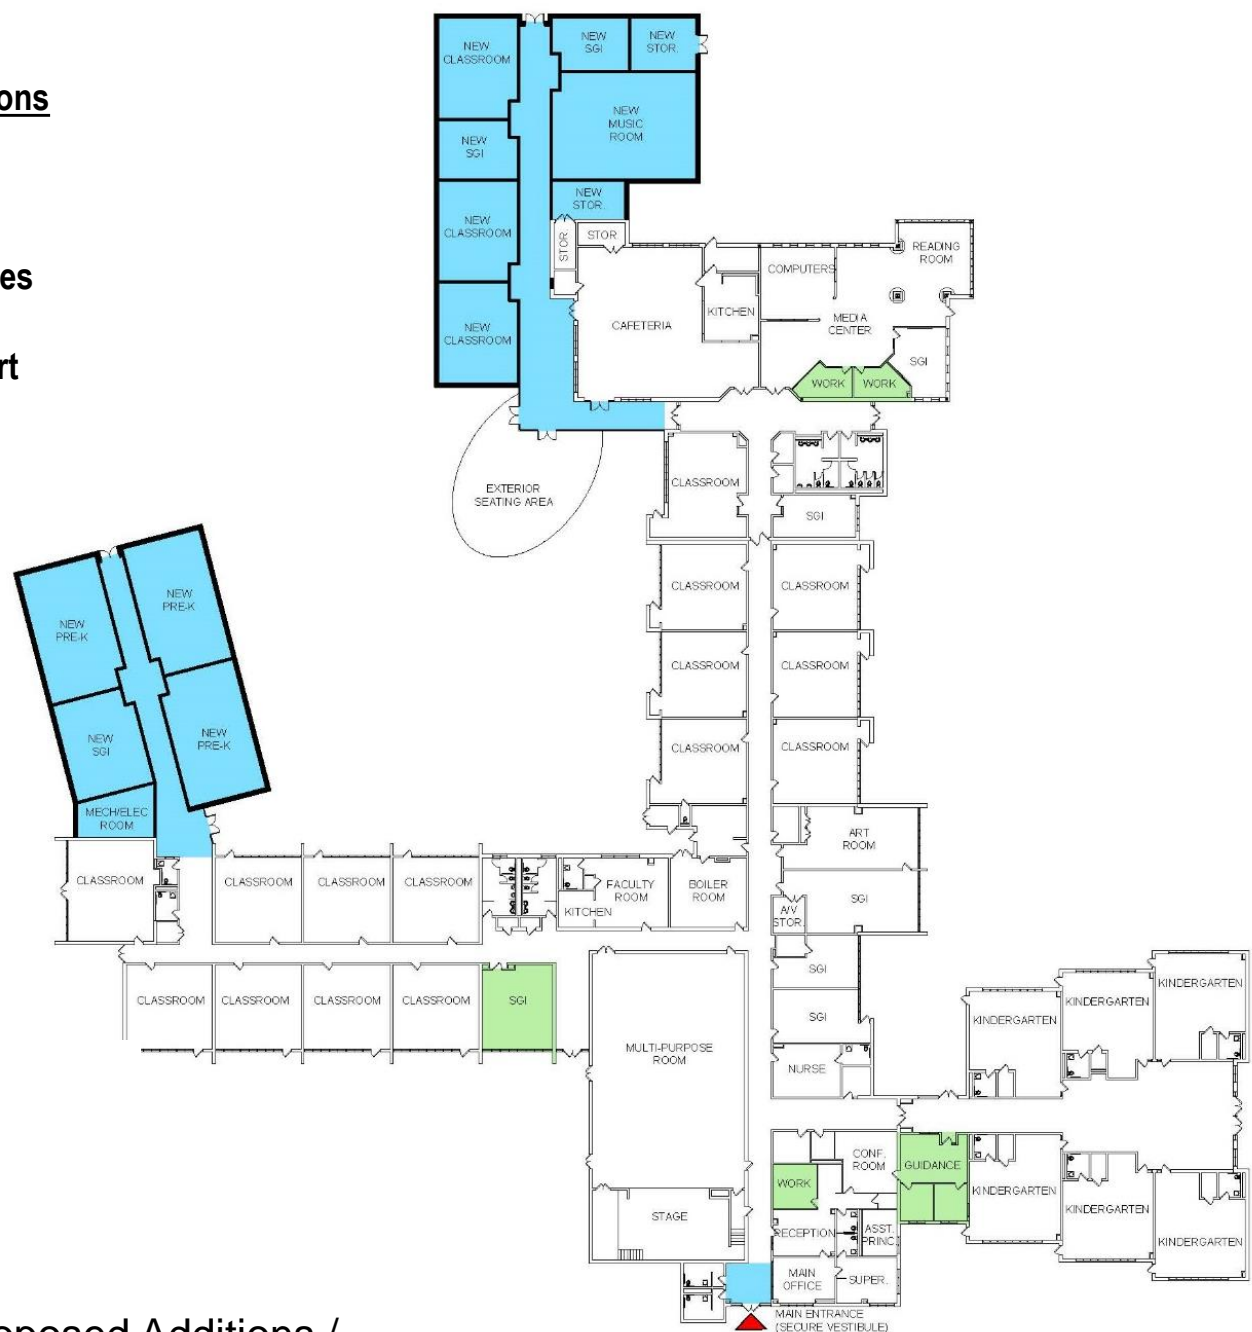 ons
es
rt
NEW
CLASSROOM
NEW
SGI
NEW
STOR.
NEW
MUSIC
ROOM
NEW
SGI
NEW
STOR.
NEW
CLASSROOM
NEW
CLASSROOM
STOR.
STOR
CAFETERIA
KITCHEN
COMPUTERS
READING
ROOM
MEDIA
CENTER
SGI
WORK
WORK
EXTERIOR
SEATING AREA
CLASSROOM
SGI
CLASSROOM
CLASSROOM
CLASSROOM
CLASSROOM
CLASSROOM
CLASSROOM
NEW
PRE-K
NEW
PRE-K
NEW
SGI
NEW
PRE-K
MECH/ELEC
ROOM
CLASSROOM
CLASSROOM
CLASSROOM
CLASSROOM
KITCHEN
FACULTY
ROOM
BOILER
ROOM
ART
ROOM
SGI
A/V
STOR.
CLASSROOM
CLASSROOM
CLASSROOM
CLASSROOM
SGI
MULTI-PURPOSE
ROOM
SGI
SGI
NURSE
KINDERGARTEN
KINDERGARTEN
KINDERGARTEN
CONF.
ROOM
GUIDANCE
WORK
KINDERGARTEN
KINDERGARTEN
KINDERGARTEN
STAGE
RECEPTION
ASST.
PRINC.
MAIN
OFFICE
SUPER.
MAIN ENTRANCE
(SECURE VESTIBULE)
oposed Additions /